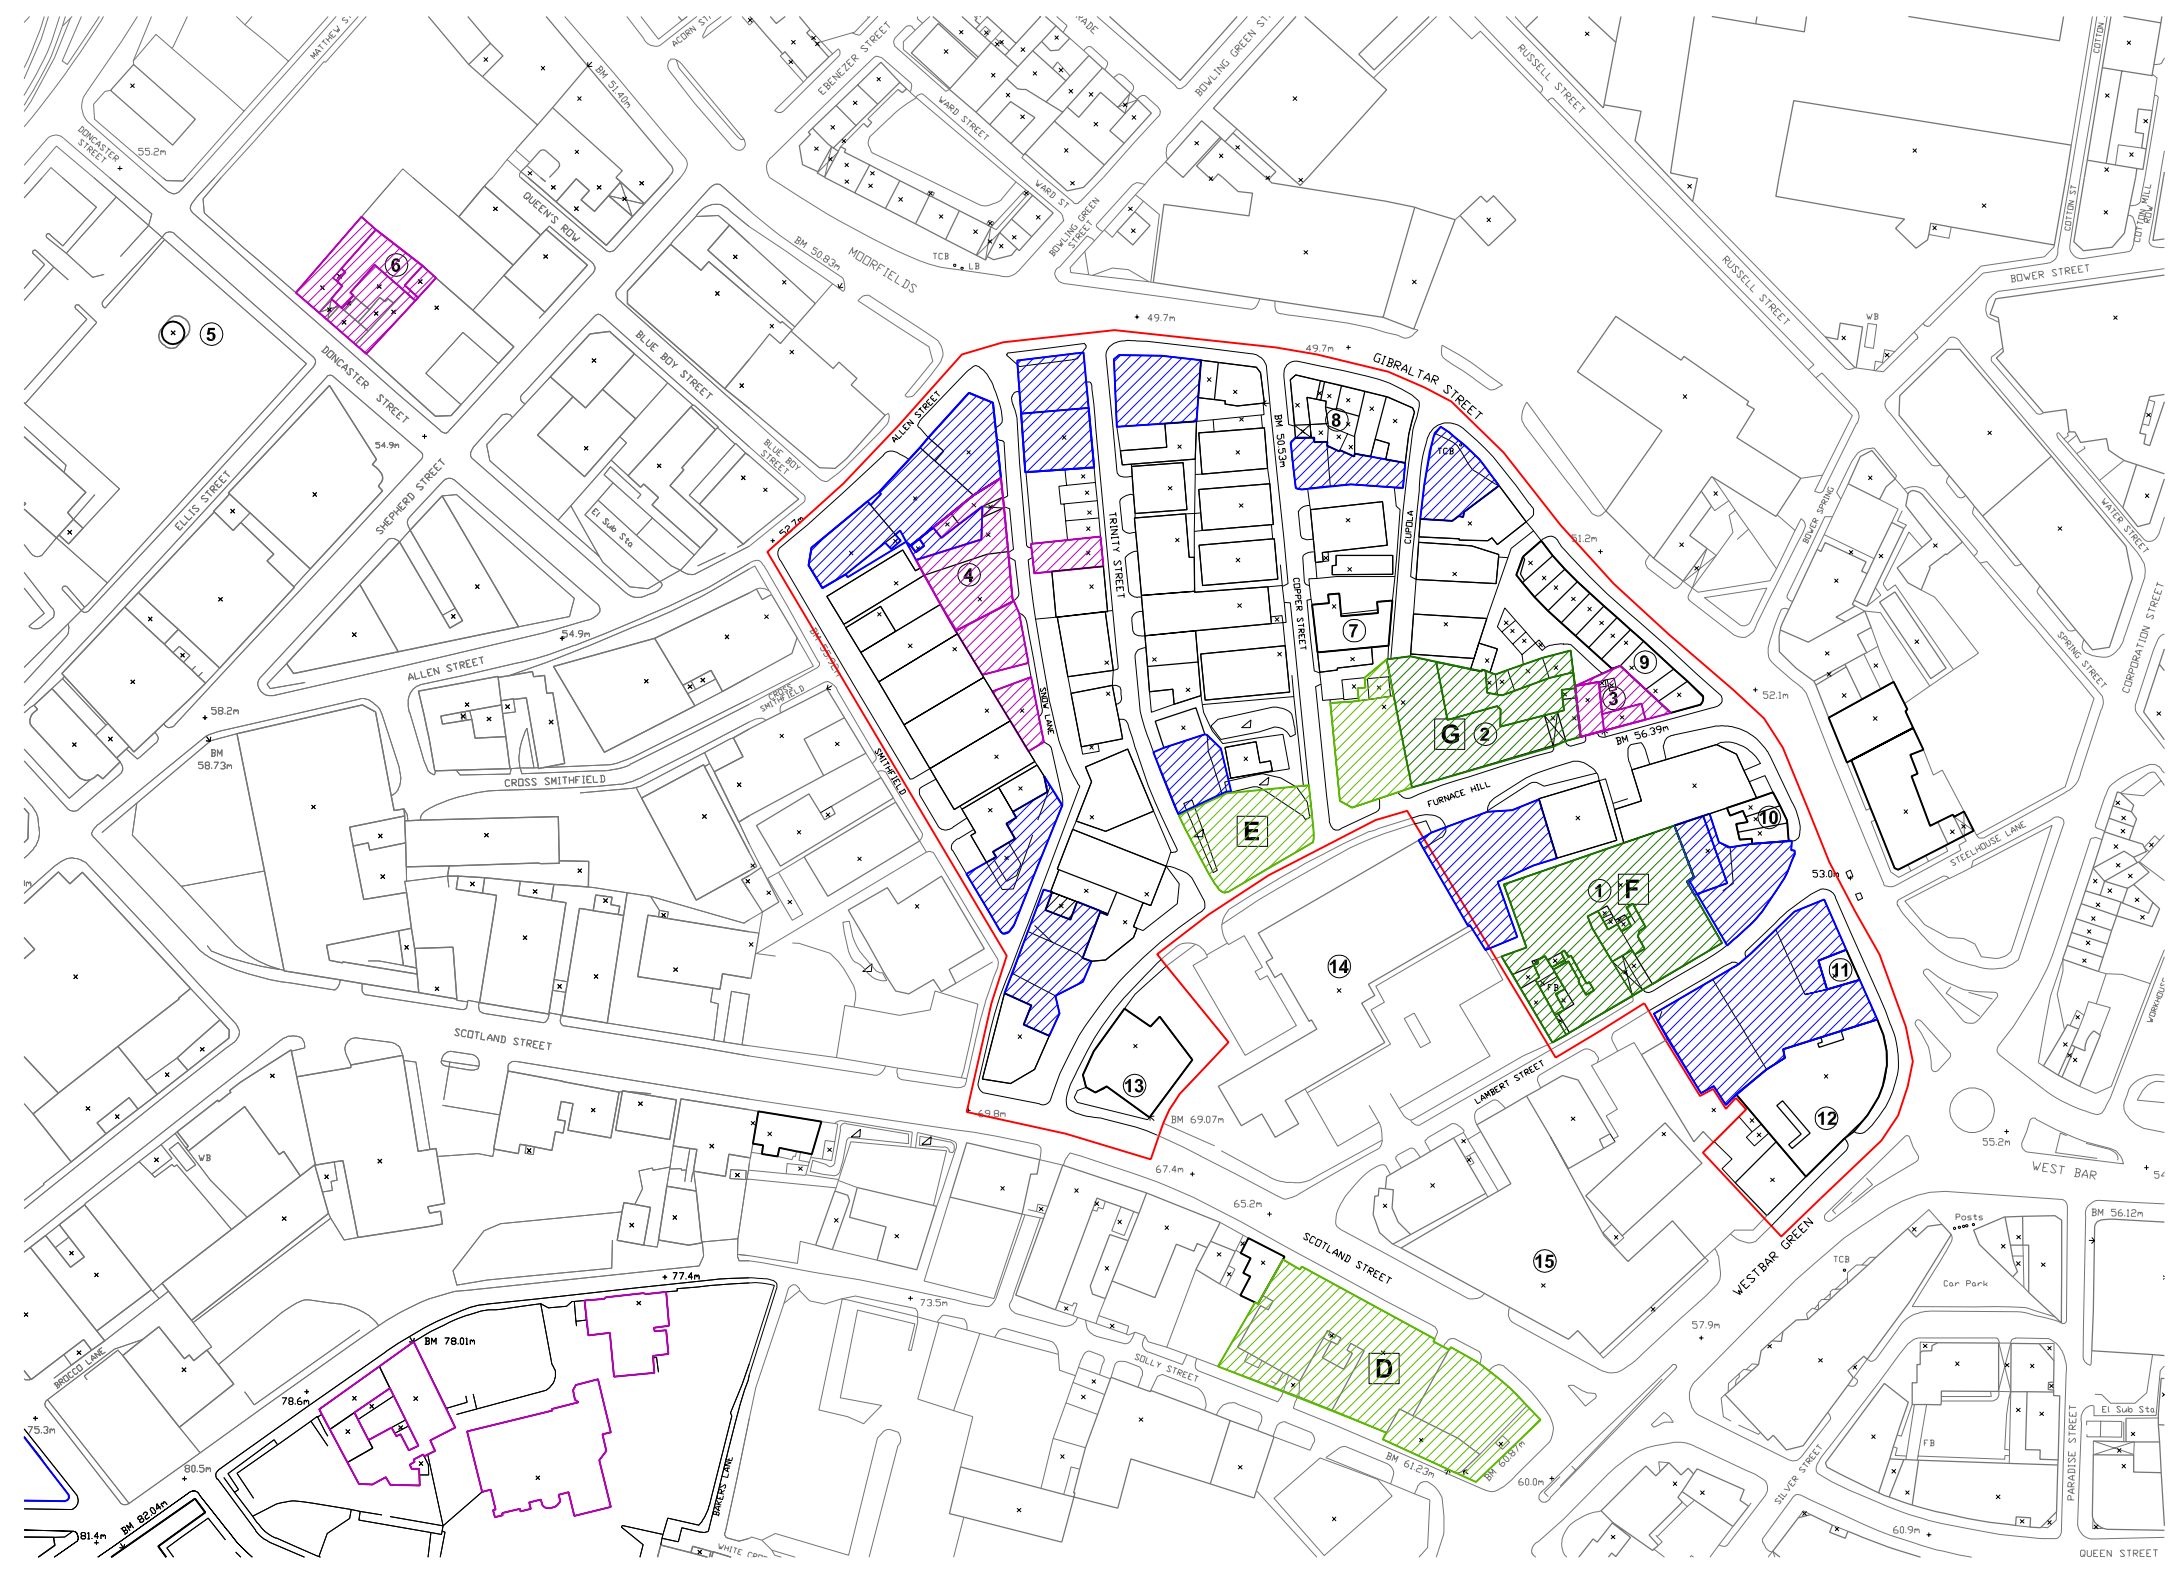 ACORN ST
EBENEZER STREET
BOWLING GREEN ST
RUSSELL STREET
COTTON ST
BM 51.40m
WARD STREET
DONCASTER
STREET
55.2m
QUEEN'S
ROW
WARD ST
BOWLING GREEN
STREET
COTTON ST
COTTON MILL
ROW
BM 50.83m
MOORFIELDS
TCB
LB
RUSSELL STREET
BOWER STREET
6
5
49.7m
WB
DONCASTER STREET
BLUE BOY STREET
49.7m
GIBRALTAR STREET
ALLEN STREET
54.9m
BLUE BOY
STREET
BM 50.53m
8
TCB
ELLIS STREET
SHEPHERD STREET
El Sub Sta
52.7m
TRINITY STREET
CUPOLA
51.2m
BOWER SPRING
WATER STREET
4
COPPER STREET
7
9
CORPORATION STREET
SPRING STREET
54.9m
ALLEN STREET
CROSS
SMITHFIELD
SNOW LANE
3
52.1m
58.2m
BM
58.73m
G
2
BM 56.39m
SMITHFIELD
CROSS SMITHFIELD
FURNACE HILL
E
10
STEELHOUSE LANE
1
F
53.0m
14
FB
11
SCOTLAND STREET
LAMBERT STREET
13
12
69.8m
BM 69.07m
55.2m
WB
67.4m
WEST BAR
65.2m
SCOTLAND STREET
15
WESTBAR GREEN
Posts
TCB
Car Park
BM 56.12m
77.4m
73.5m
BM 78.01m
57.9m
BROCCO LANE
SOLLY STREET
D
78.6m
75.3m
80.5m
BM 61.23m
BM 60.87m
60.0m
FB
El Sub Sta
SILVER STREET
PARADISE STREET
BAKERS LANE
BM 82.04m
81.4m
WHITE CRO
60.9m
QUEEN STREET